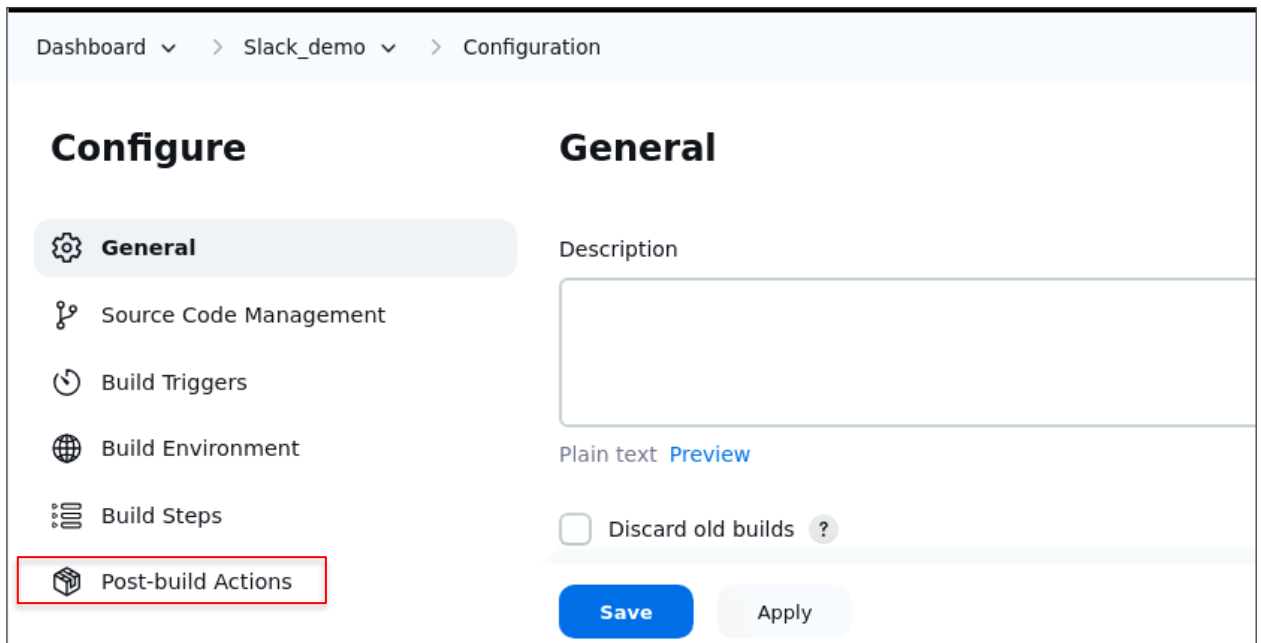 Dashboard > Slack_demo > Configuration
Configure
General
Source Code Management
Build Triggers
Build Environment
Build Steps
Post-build Actions
General
Description
Plain text Preview
Discard old builds ?
Save Apply